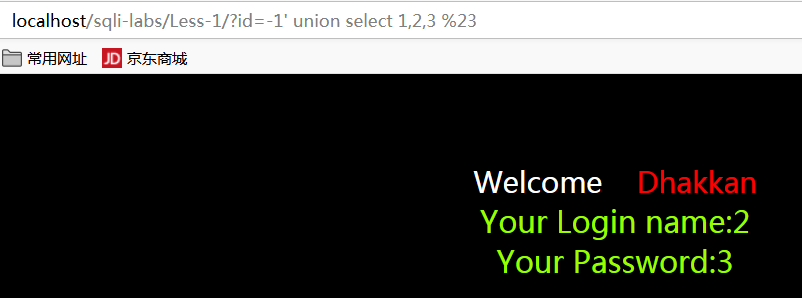 localhost/sqli-labs/Less-1/?id=-1' union select 1,2,3 %23
常用网址 JD 京东商城
Welcome Dhakkan
Your Login name:2
Your Password:3